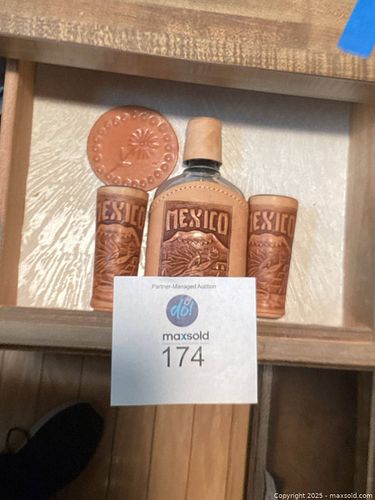 MEXICO
MEXICO
MEXICO
Partner-Managed Auction
do!
maxsold
174
Copyright © 2025 - maxsold.com